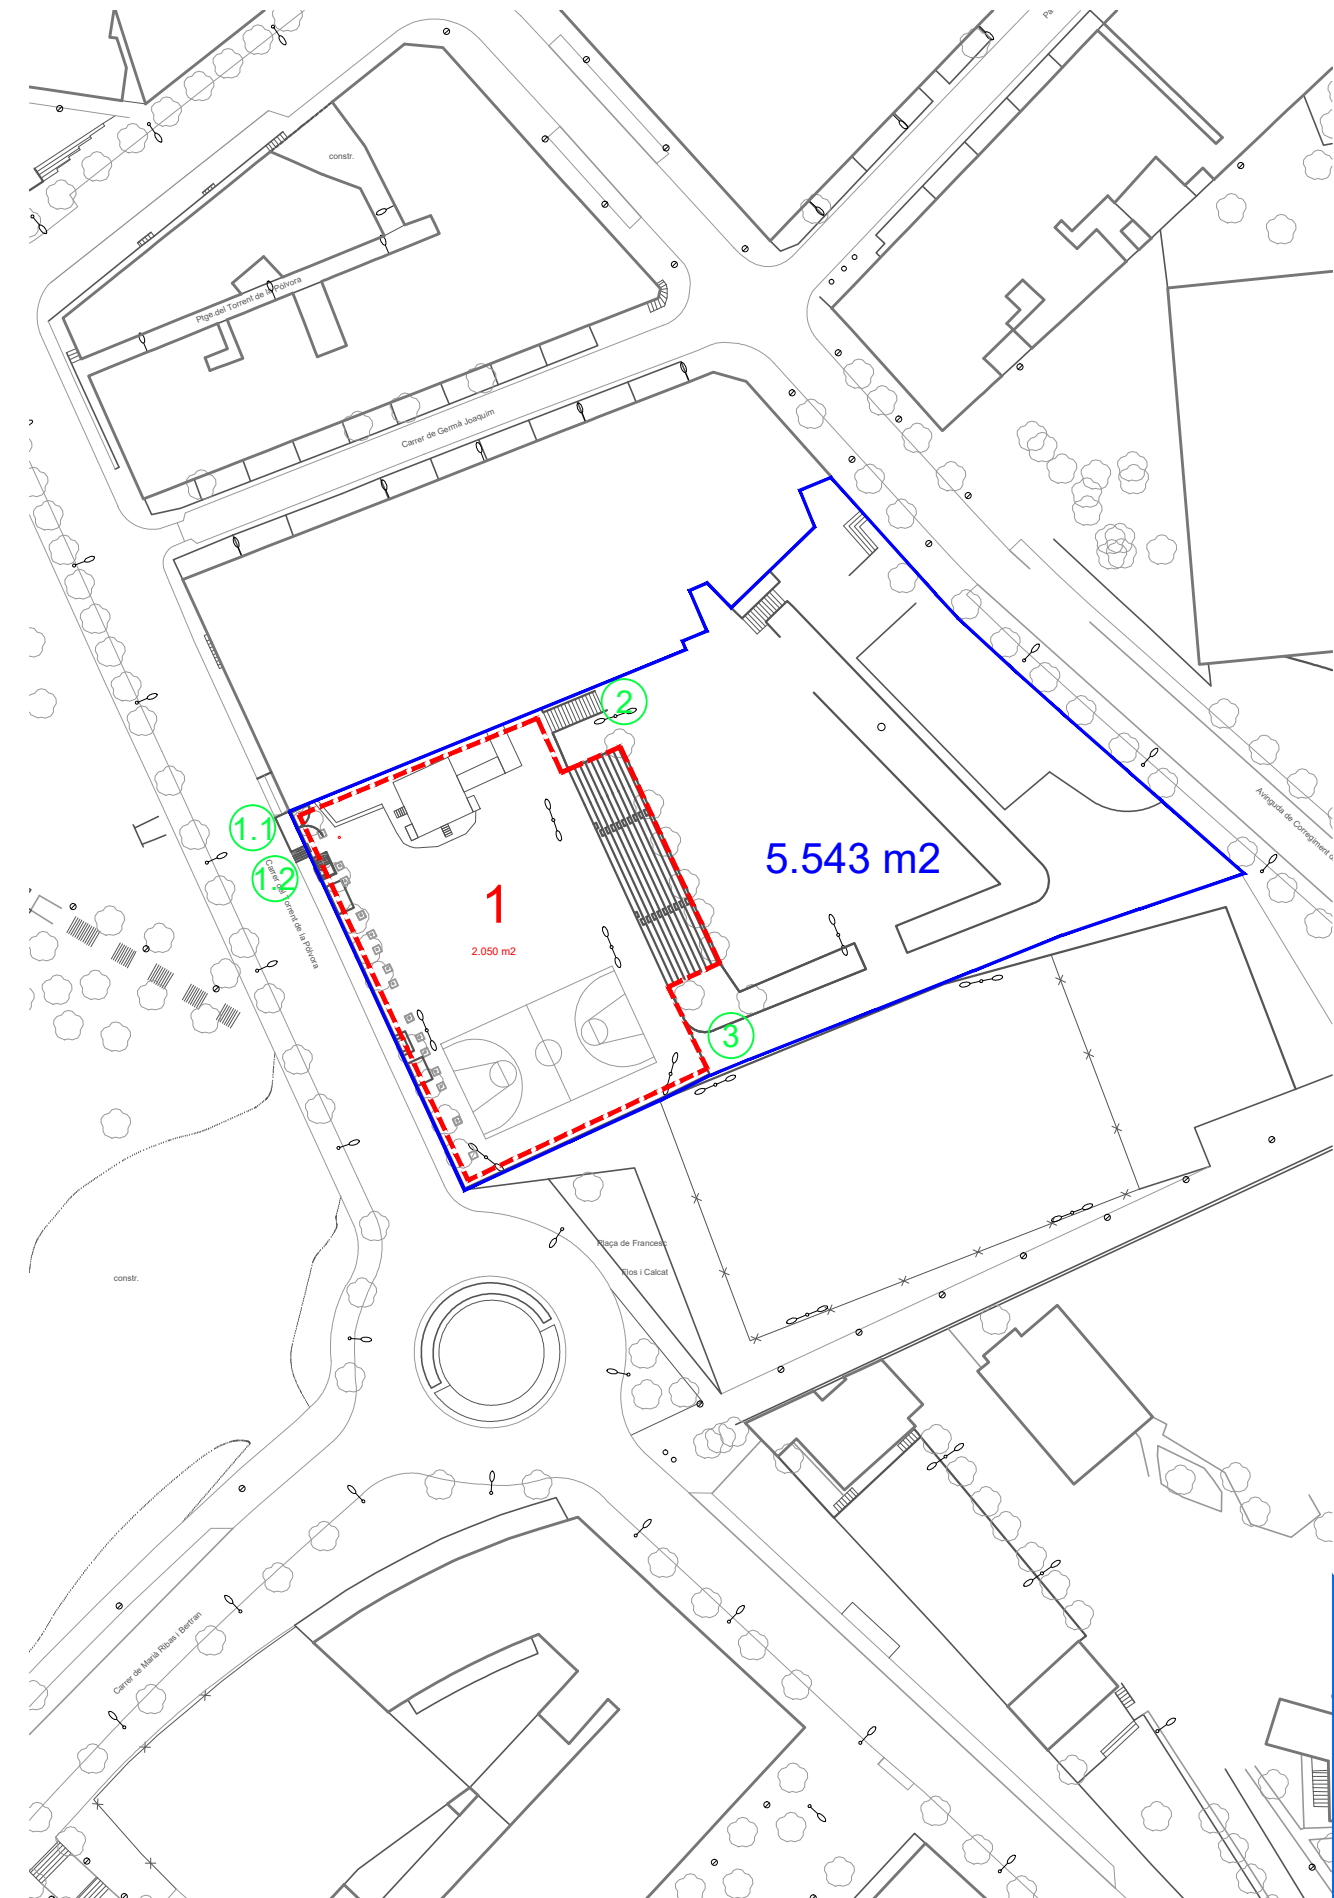 Pa
constr.
Ptge.del Torrent de la Pólvora
Carrer de Germà Joaquim
2
1.1
1.2
Carrer del Torrent de la Pólvora
1
2.050 m2
5.543 m2
Avinguda de Corregiment d
3
Plaça de Francesc
Flos i Calcat
constr.
Carrer de Marià Ribas i Bertran